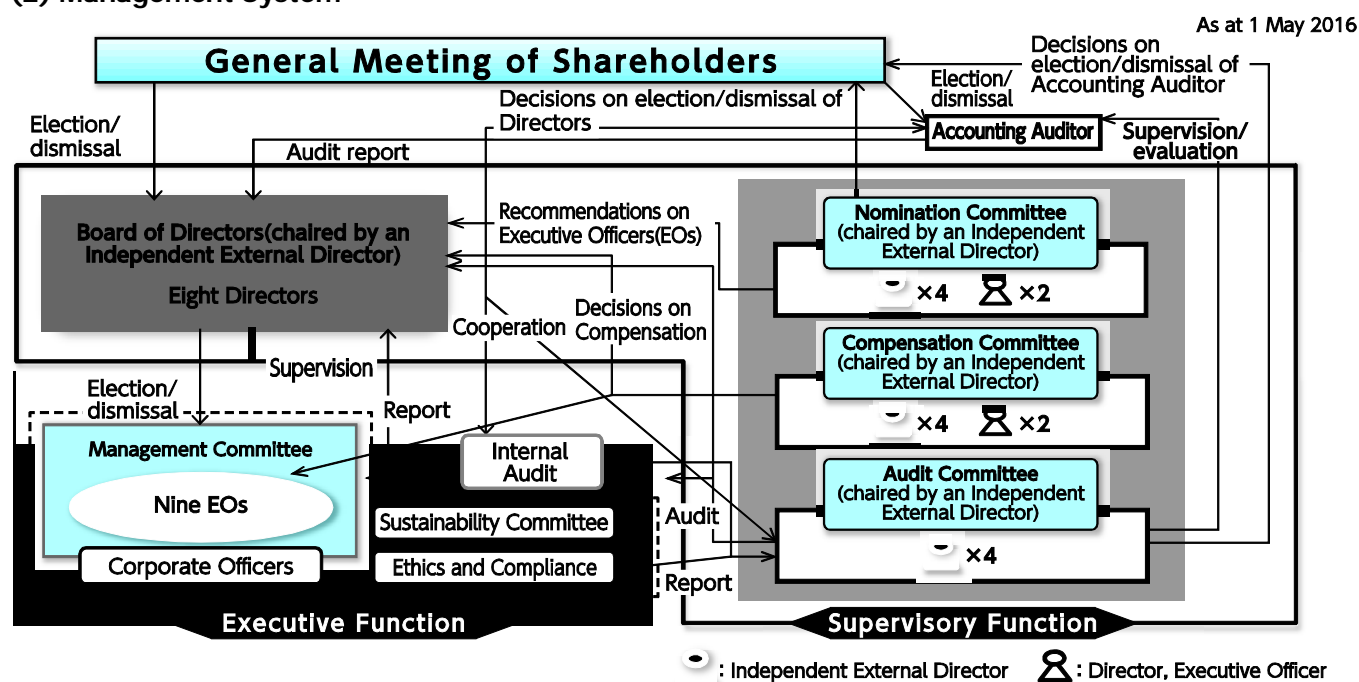 (2) Management System
As at 1 May 2016
General Meeting of Shareholders
Decisions on
election/dismissal of
Accounting Auditor
Election/
dismissal
Decisions on election/dismissal of
Directors
Accounting Auditor
Supervision/
evaluation
Election/
dismissal
Audit report
Board of Directors(chaired by an
Independent External Director)
Eight Directors
Recommendations on
Executive Officers(EOs)
Nomination Committee
(chaired by an Independent
External Director)
×4 ×2
Cooperation
Decisions on
Compensation
Compensation Committee
(chaired by an Independent
External Director)
×4 ×2
Supervision
Election/
dismissal
Report
Management Committee
Nine EOs
Corporate Officers
Internal
Audit
Sustainability Committee
Ethics and Compliance
Audit
Report
Audit Committee
(chaired by an Independent
External Director)
×4
Executive Function
Supervisory Function
: Independent External Director
: Director, Executive Officer